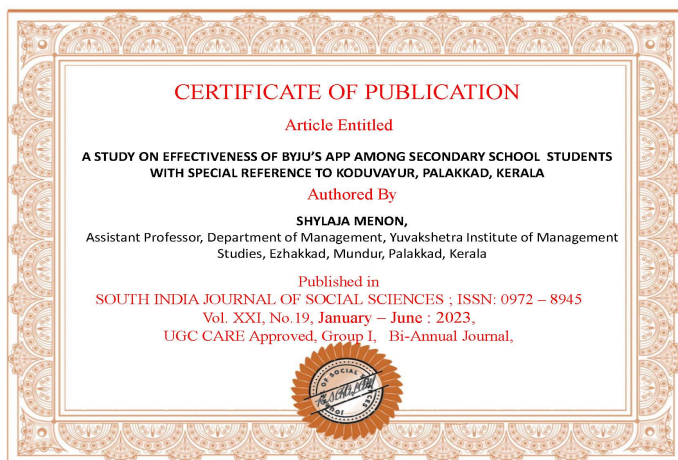 CERTIFICATE OF PUBLICATION
Article Entitled
A STUDY ON EFFECTIVENESS OF BYJU'S APP AMONG SECONDARY SCHOOL STUDENTS
WITH SPECIAL REFERENCE TO KODUVAYUR, PALAKKAD, KERALA
Authored By
SHYLAJA MENON,
Assistant Professor, Department of Management, Yuvakshetra Institute of Management
Studies, Ezhakkad, Mundur, Palakkad, Kerala
Published in
SOUTH INDIA JOURNAL OF SOCIAL SCIENCES ; ISSN: 0972 – 8945
Vol. XXI, No.19, January – June : 2023,
UGC CARE Approved, Group I, Bi-Annual Journal,
OF SOCIAL